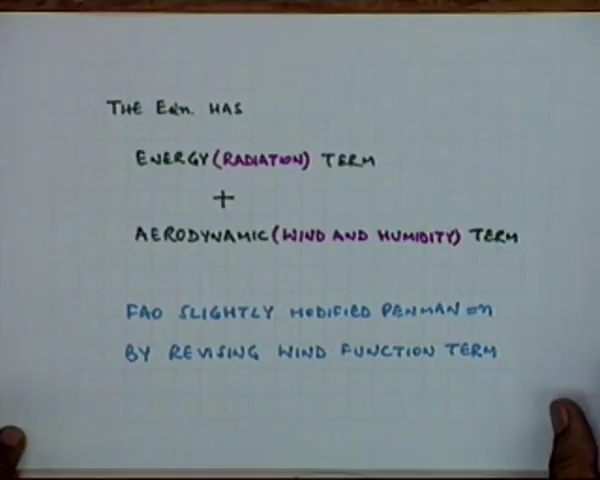 THE EQn. HAS
ENERGY (RADIATION) TERM
+
AERODYNAMIC (WIND AND HUMIDITY) TERM
FAO SLIGHTLY MODIFIED PENMAN EQn
BY REVISING WIND FUNCTION TERM